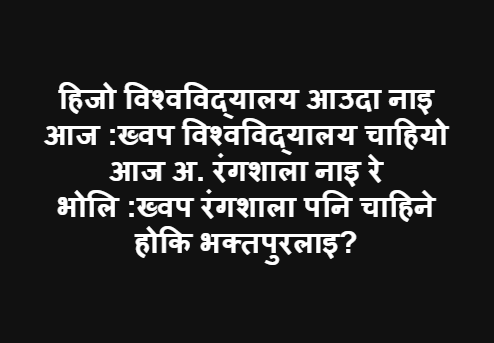 हिजो विश्वविद्यालय आउदा नाइ
आज :ख्वप विश्वविद्यालय चाहियो
आज अ. रंगशाला नाइ रे
भोलि :ख्वप रंगशाला पनि चाहिने
होकि भक्तपुरलाइ?